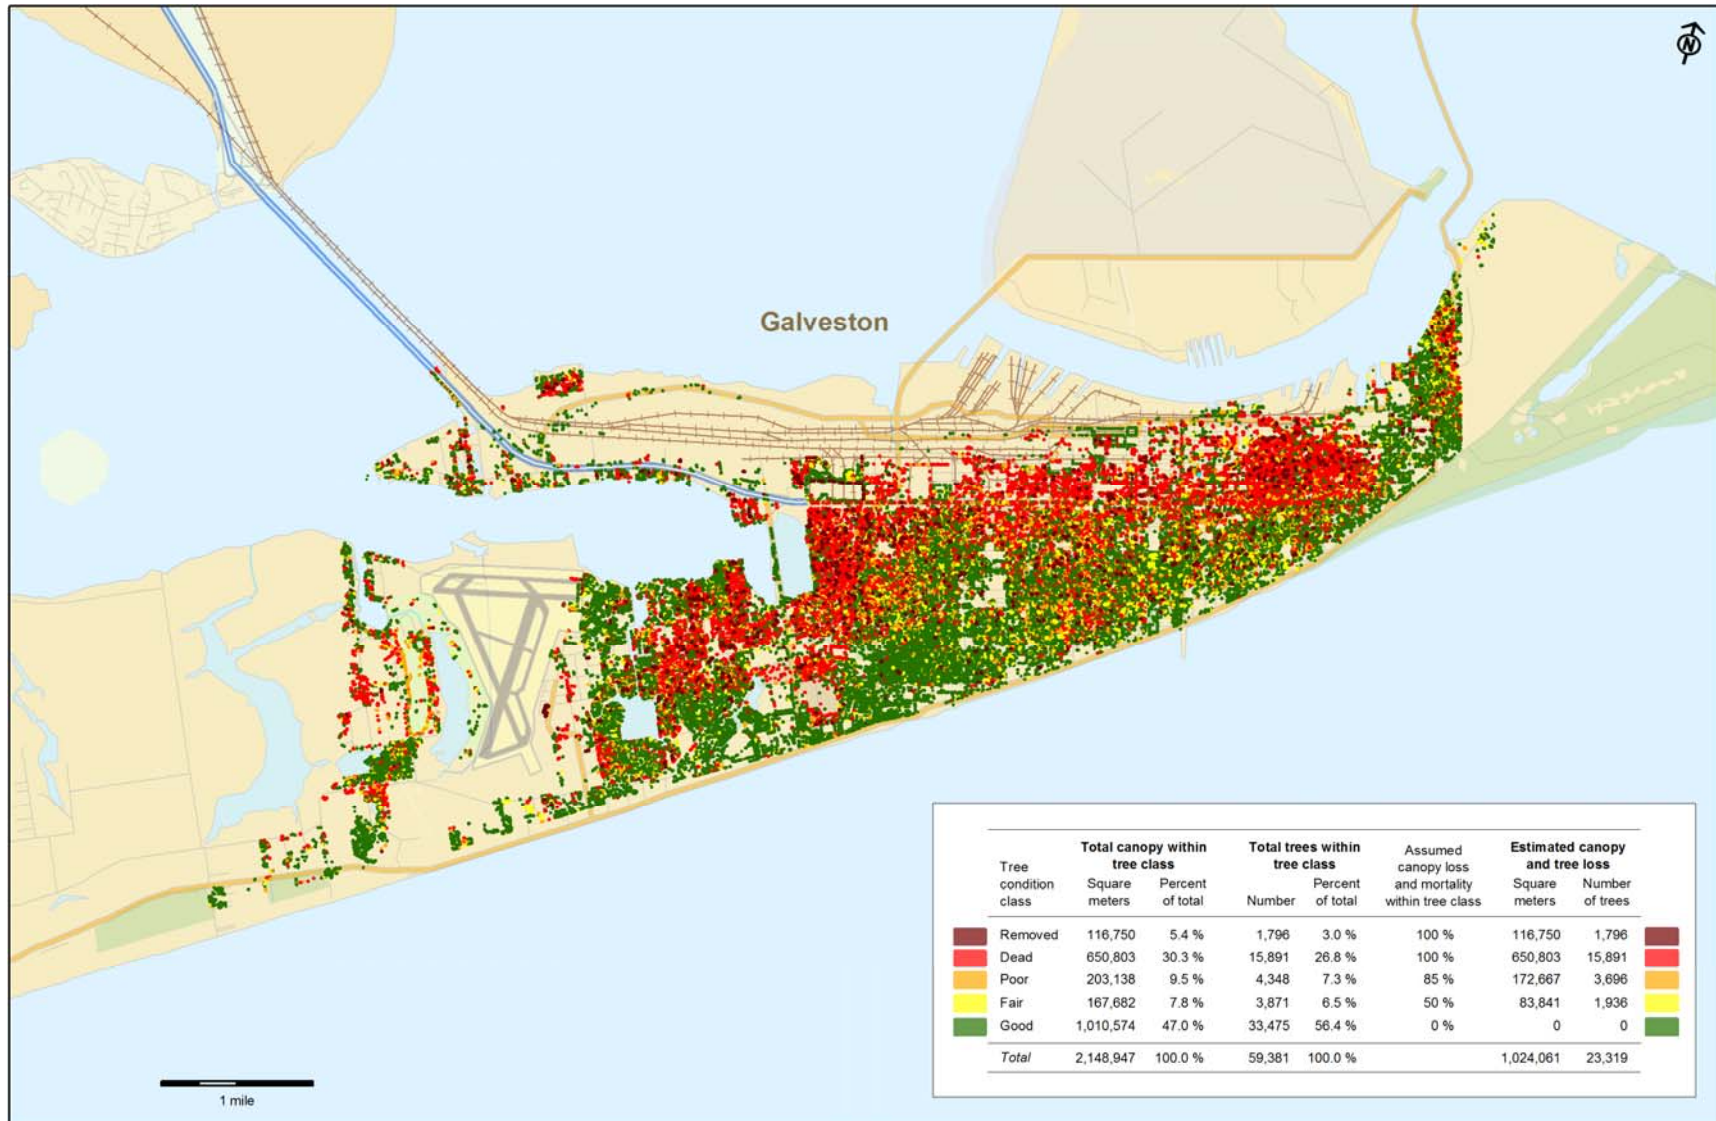 N
Galveston
Total canopy within tree class
Total trees within tree class
Assumed canopy loss and mortality within tree class
Estimated canopy and tree loss
Tree condition class
Square meters
Percent of total
Number
Percent of total
Square meters
Number of trees
Removed 116,750 5.4 % 1,796 3.0 % 100 % 116,750 1,796
Dead 650,803 30.3 % 15,891 26.8 % 100 % 650,803 15,891
Poor 203,138 9.5 % 4,348 7.3 % 85 % 172,667 3,696
Fair 167,682 7.8 % 3,871 6.5 % 50 % 83,841 1,936
Good 1,010,574 47.0 % 33,475 56.4 % 0 % 0 0
Total 2,148,947 100.0 % 59,381 100.0 % 1,024,061 23,319
1 mile